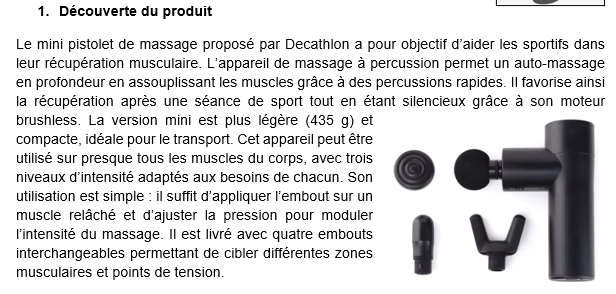 1. Découverte du produit
Le mini pistolet de massage proposé par Decathlon a pour objectif d'aider les sportifs dans
leur récupération musculaire. L'appareil de massage à percussion permet un auto-massage
en profondeur en assouplissant les muscles grâce à des percussions rapides. Il favorise ainsi
la récupération après une séance de sport tout en étant silencieux grâce à son moteur
brushless. La version mini est plus légère (435 g) et
compacte, idéale pour le transport. Cet appareil peut être
utilisé sur presque tous les muscles du corps, avec trois
niveaux d'intensité adaptés aux besoins de chacun. Son
utilisation est simple : il suffit d'appliquer l'embout sur un
muscle relâché et d'ajuster la pression pour moduler
l'intensité du massage. Il est livré avec quatre embouts
interchangeables permettant de cibler différentes zones
musculaires et points de tension.